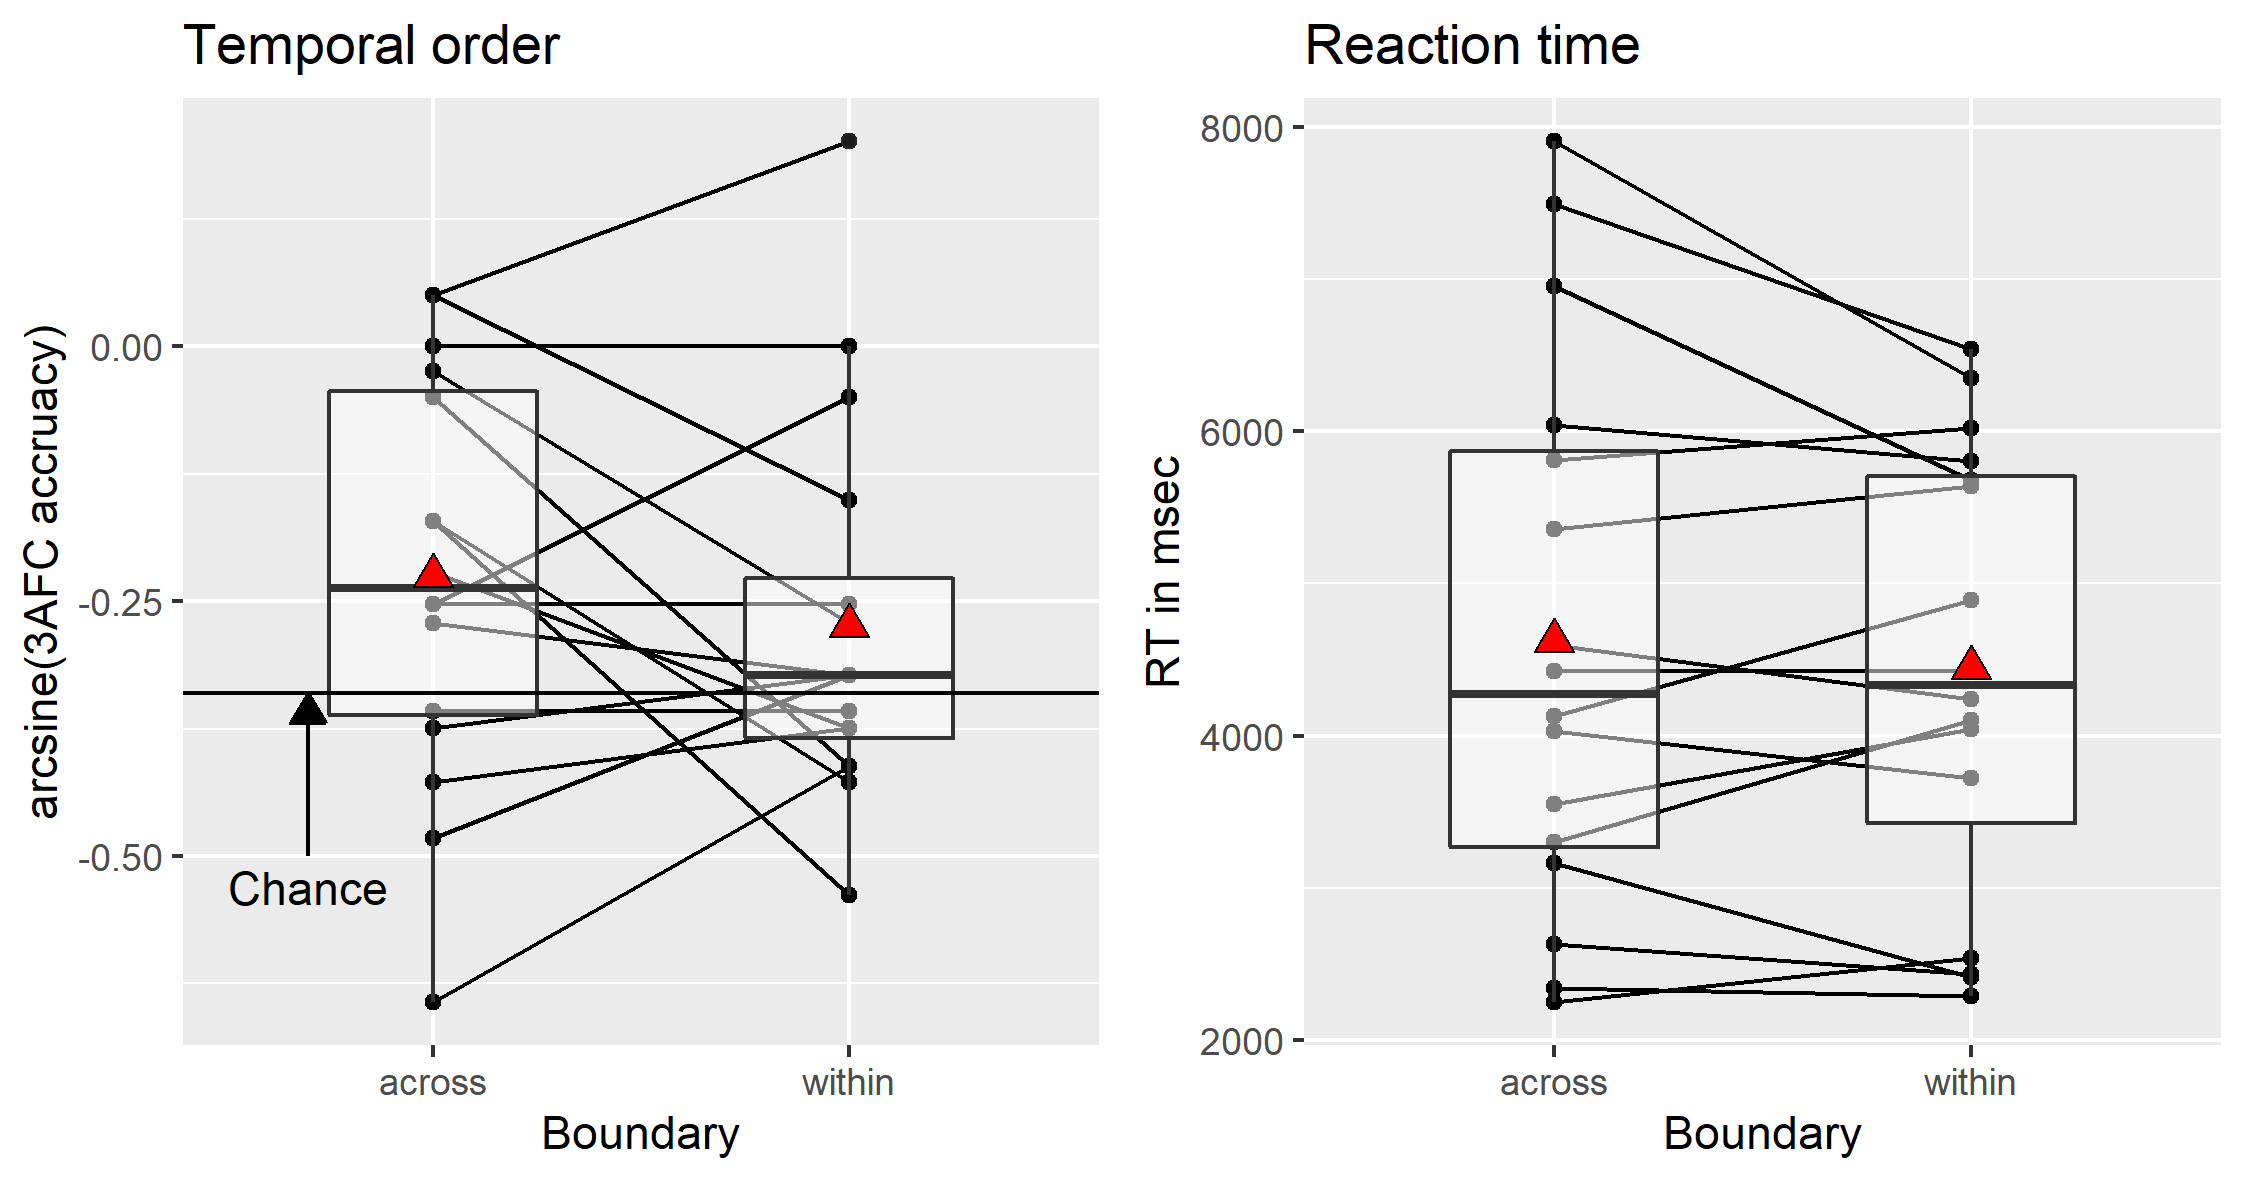 Temporal order
arcsine(3AFC accruacy)
0.00
-0.25
-0.50
Chance
across
within
Boundary
Reaction time
RT in msec
8000
6000
4000
2000
across
within
Boundary